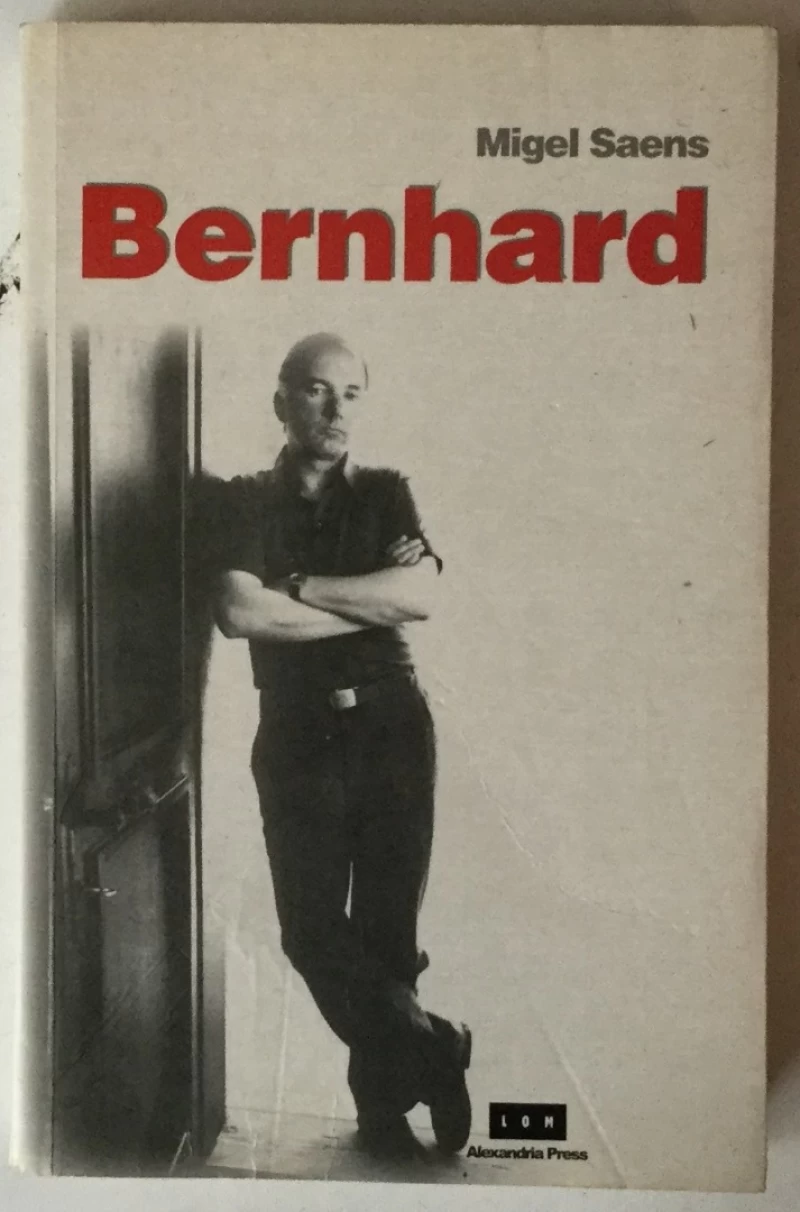 Migel Saens
Bernhard
LOM
Alexandria Press